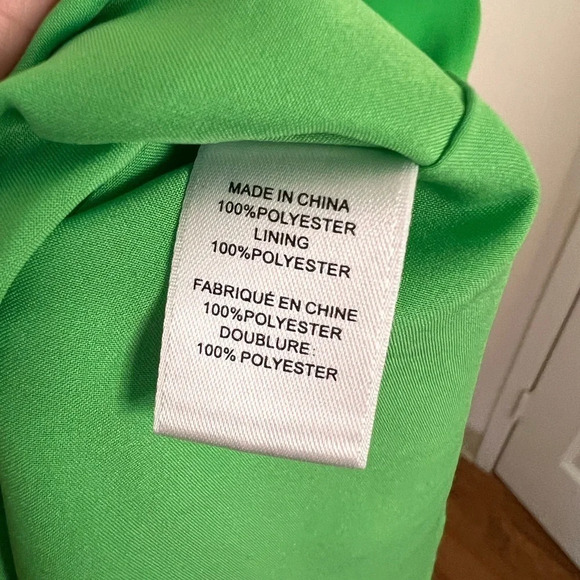 MADE IN CHINA
100%POLYESTER
LINING
100%POLYESTER
FABRIQUÉ EN CHINE
100%POLYESTER
DOUBLURE:
100% POLYESTER